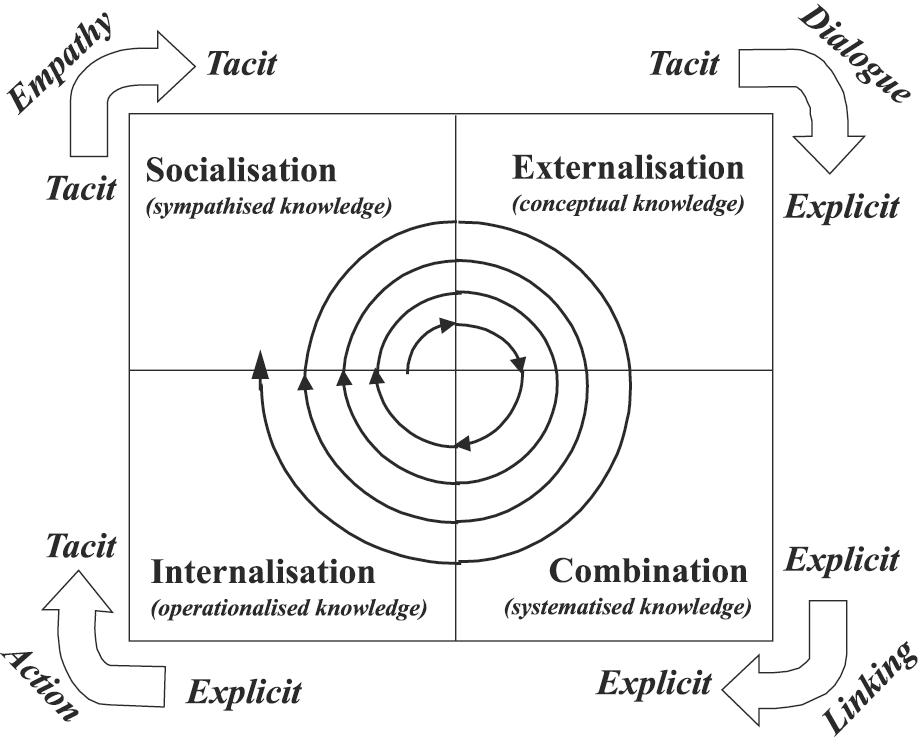 Empathy
Tacit
Tacit
Tacit
Dialogue
Explicit
Socialisation
(sympathised knowledge)
Externalisation
(conceptual knowledge)
Internalisation
(operationalised knowledge)
Combination
(systematised knowledge)
Tacit
Action
Explicit
Explicit
Explicit
Linking